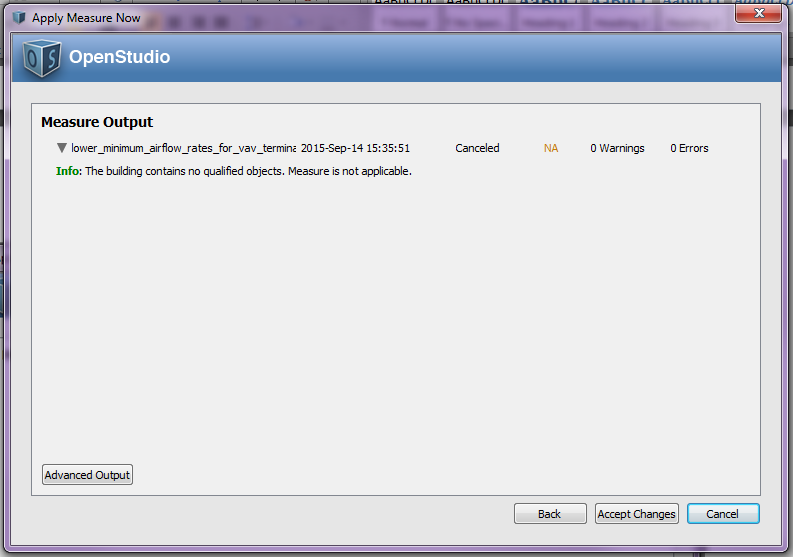 Apply Measure Now
OS OpenStudio
Measure Output
lower_minimum_airflow_rates_for_vav_termina 2015-Sep-14 15:35:51 Canceled NA 0 Warnings 0 Errors
Info: The building contains no qualified objects. Measure is not applicable.
Advanced Output
Back Accept Changes Cancel